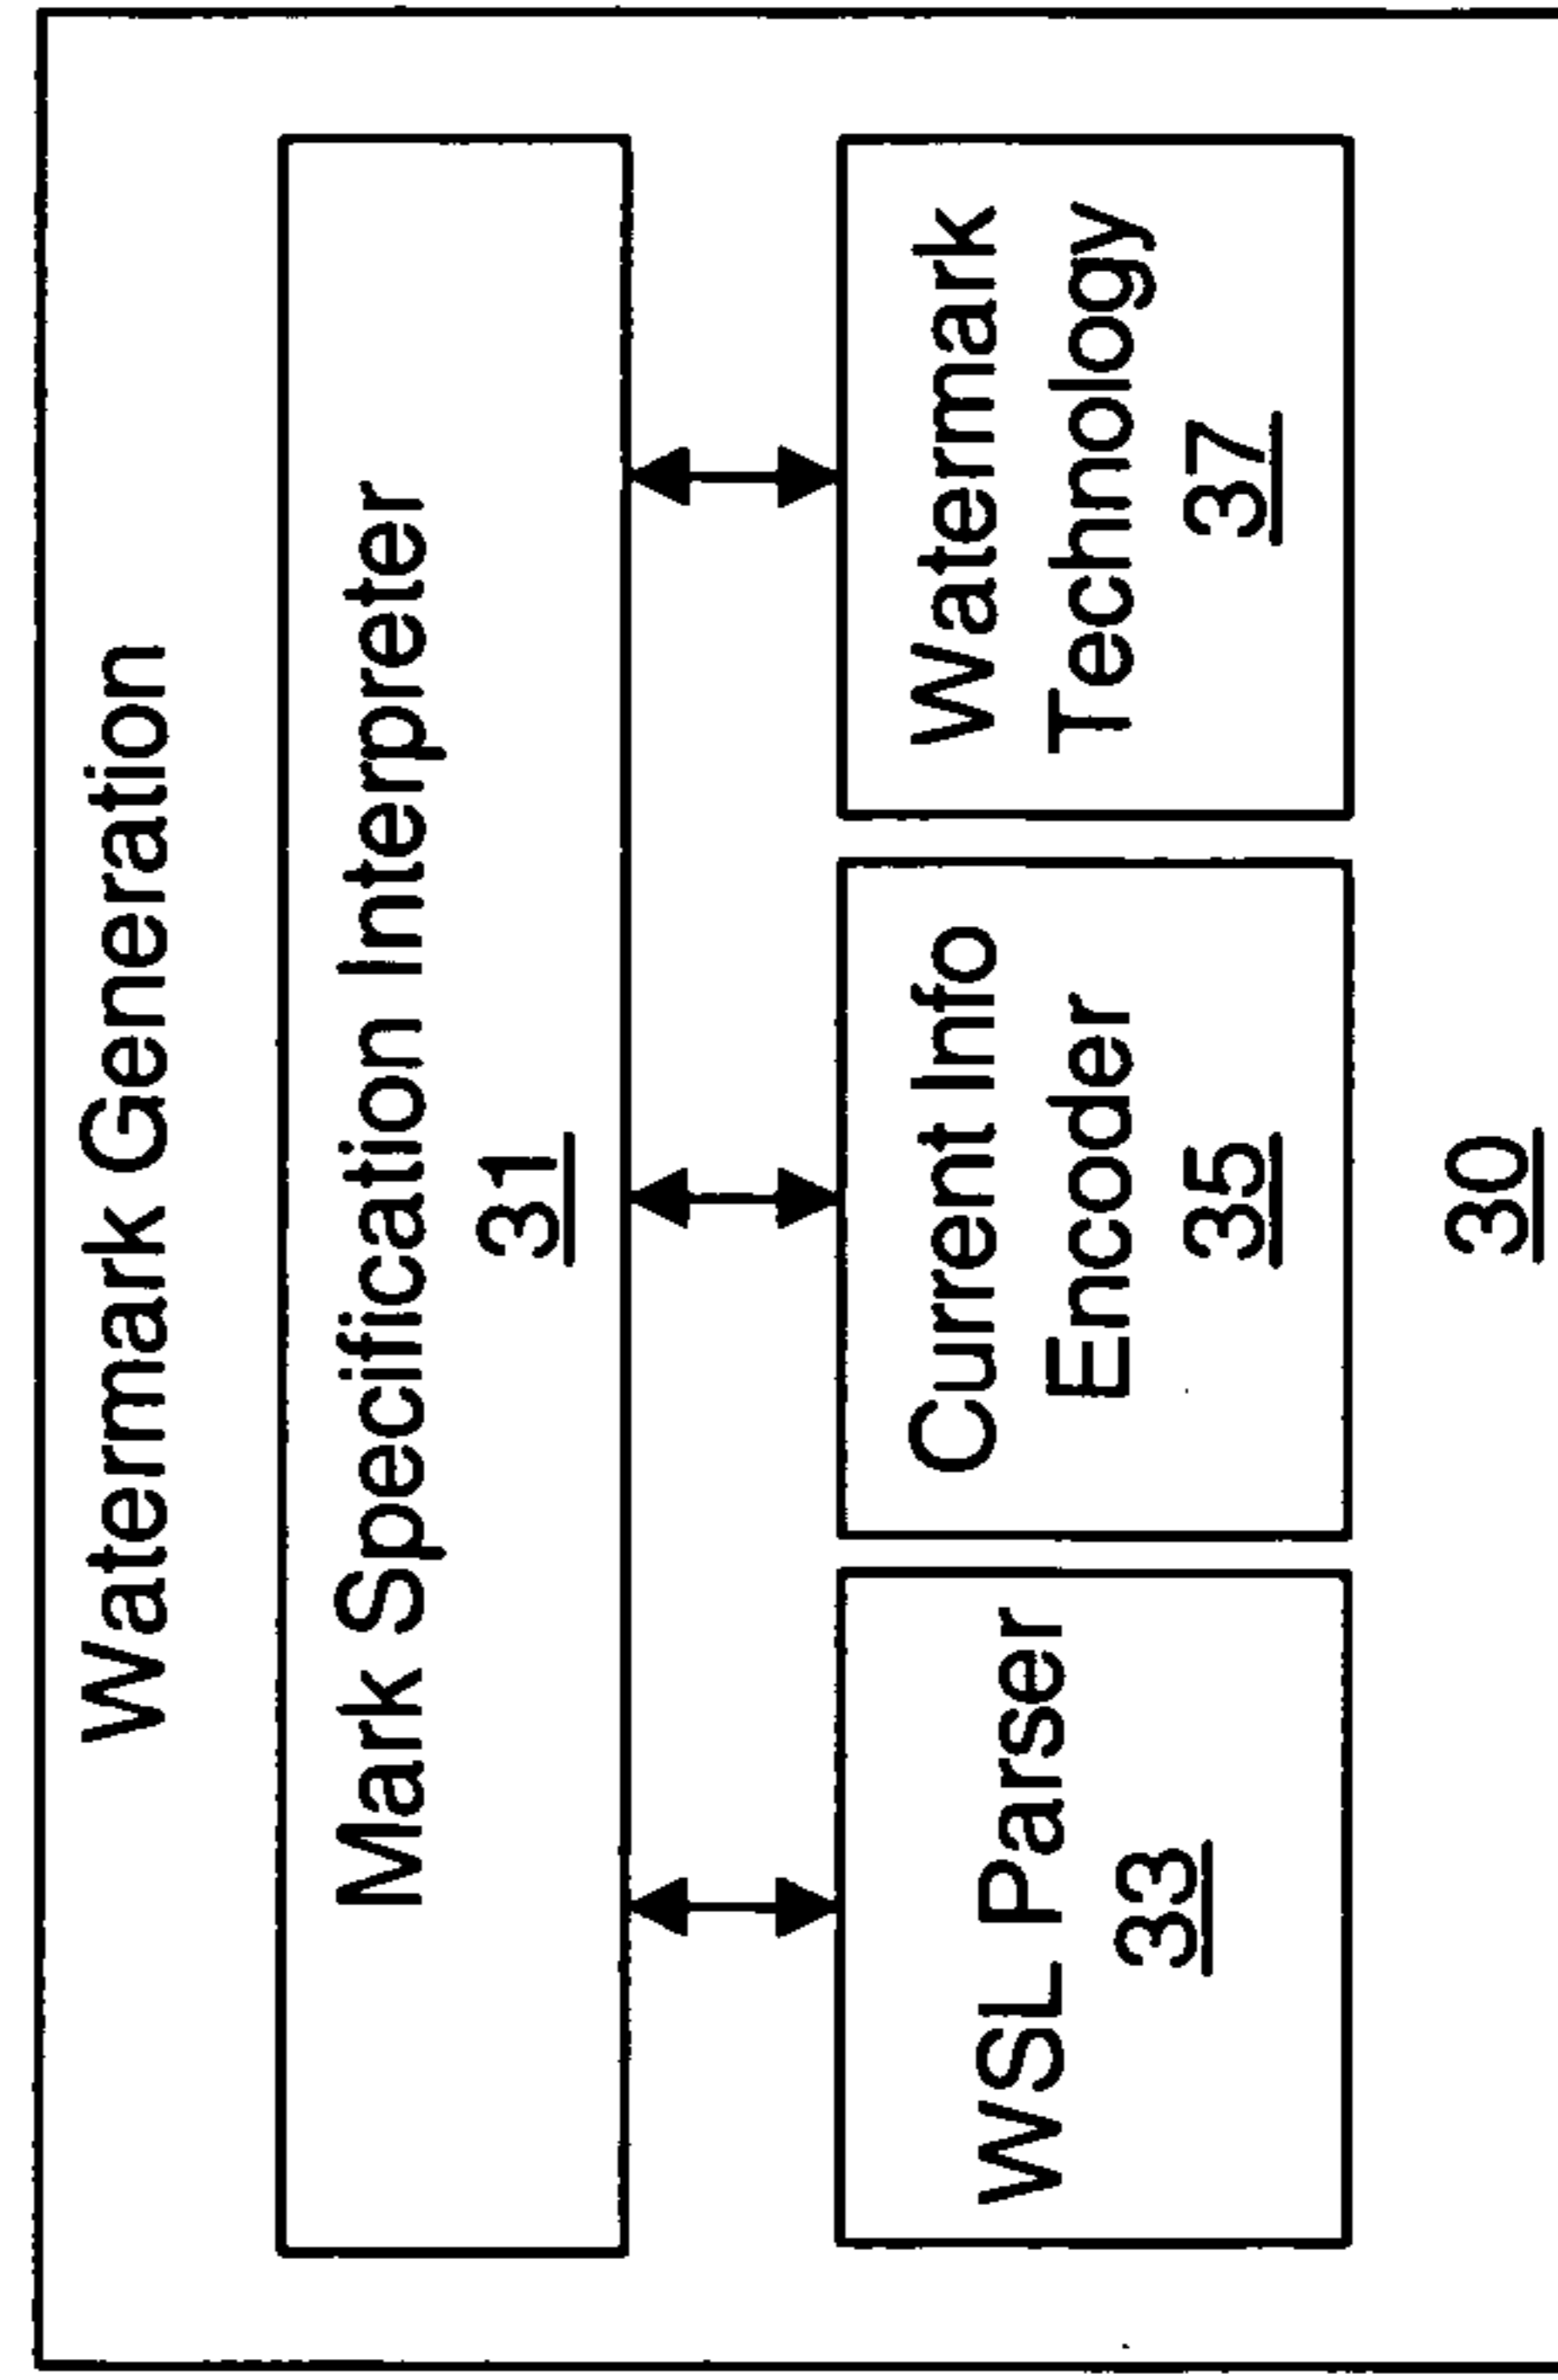 Watermark Generation
Mark Specification Interpreter
31
WSL Parser
33
Current Info
Encoder
35
Watermark
Technology
37
30